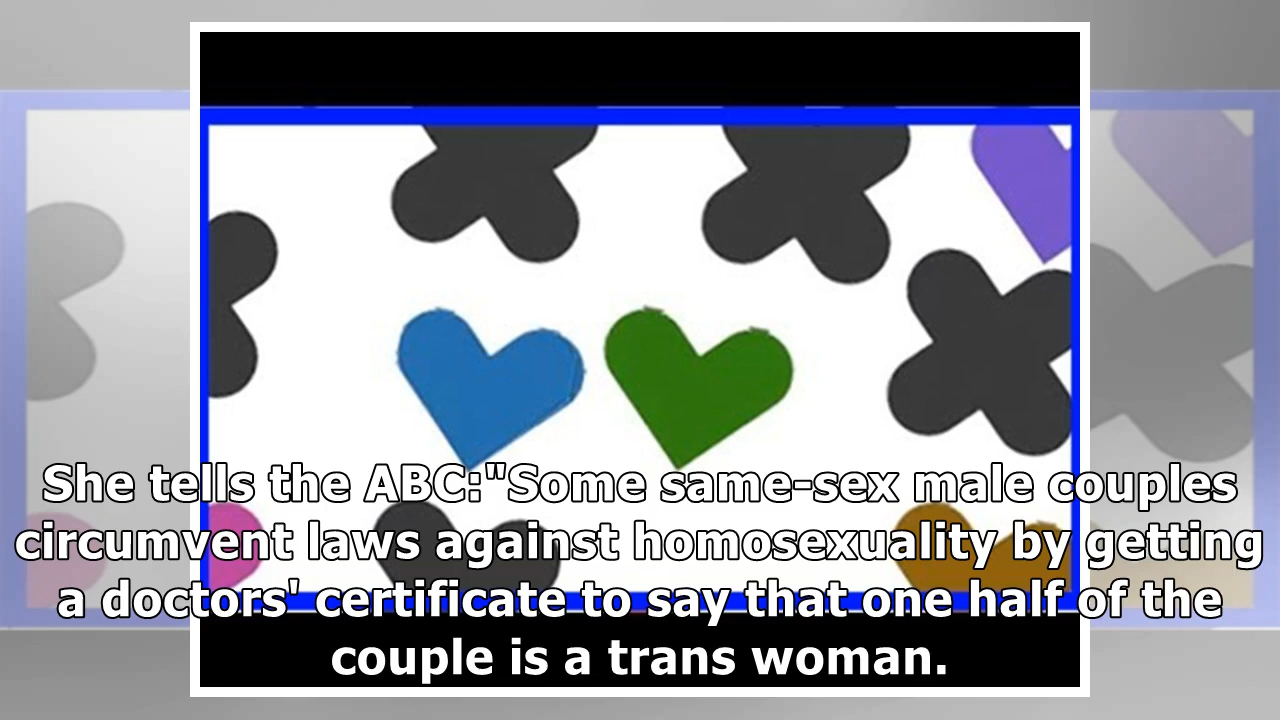 She tells the ABC:"Some same-sex male couples
circumvent laws against homosexuality by getting
a doctors' certificate to say that one half of the
couple is a trans woman.